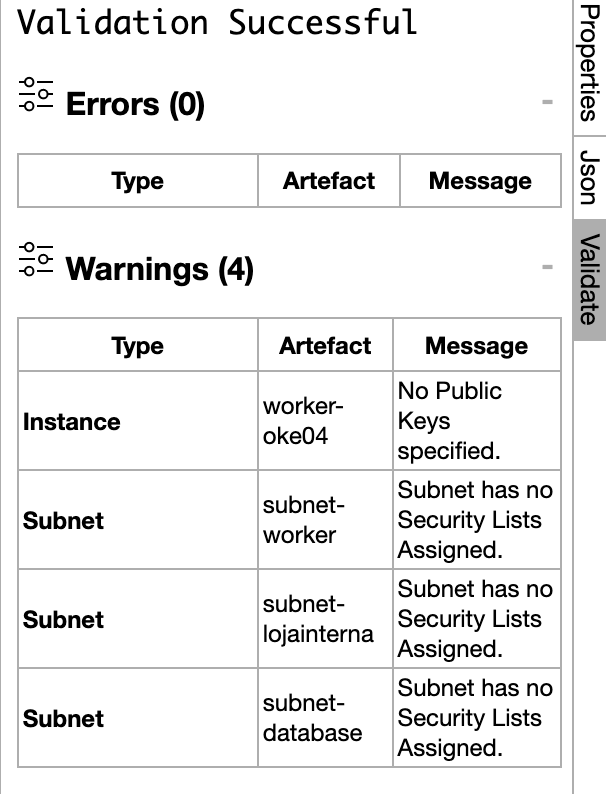 Validation Successful
Errors (0)
-
Type Artefact Message
Warnings (4)
-
Type Artefact Message
Instance
worker-
oke04
No Public
Keys
specified.
Subnet
subnet-
worker
Subnet has no
Security Lists
Assigned.
Subnet
subnet-
lojainterna
Subnet has no
Security Lists
Assigned.
Subnet
subnet-
database
Subnet has no
Security Lists
Assigned.
Properties
Json
Validate